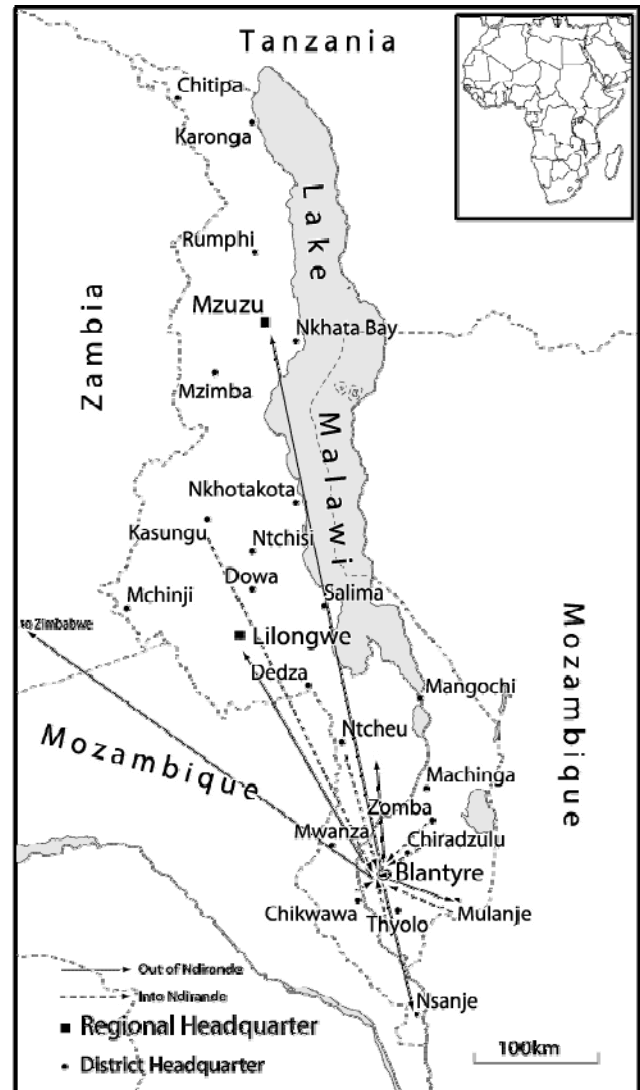 Tanzania
Chitipa
Karonga
Lake
Rumphi
Zambia
Mzuzu
Nkhata Bay
Mzimba
Malawi
Nkhotakota
Kasungu
Ntchisi
Dowa
Mchinji
Salima
to Zimbabwe
Lilongwe
Mozambique
Dedza
Mangochi
Mozambique
Ntcheu
Machinga
Zomba
Mwanza
Chiradzulu
Blantyre
Chikwawa
Thyolo
Mulanje
Out of Ndirande
Into Ndirande
Nsanje
Regional Headquarter
100km
District Headquarter